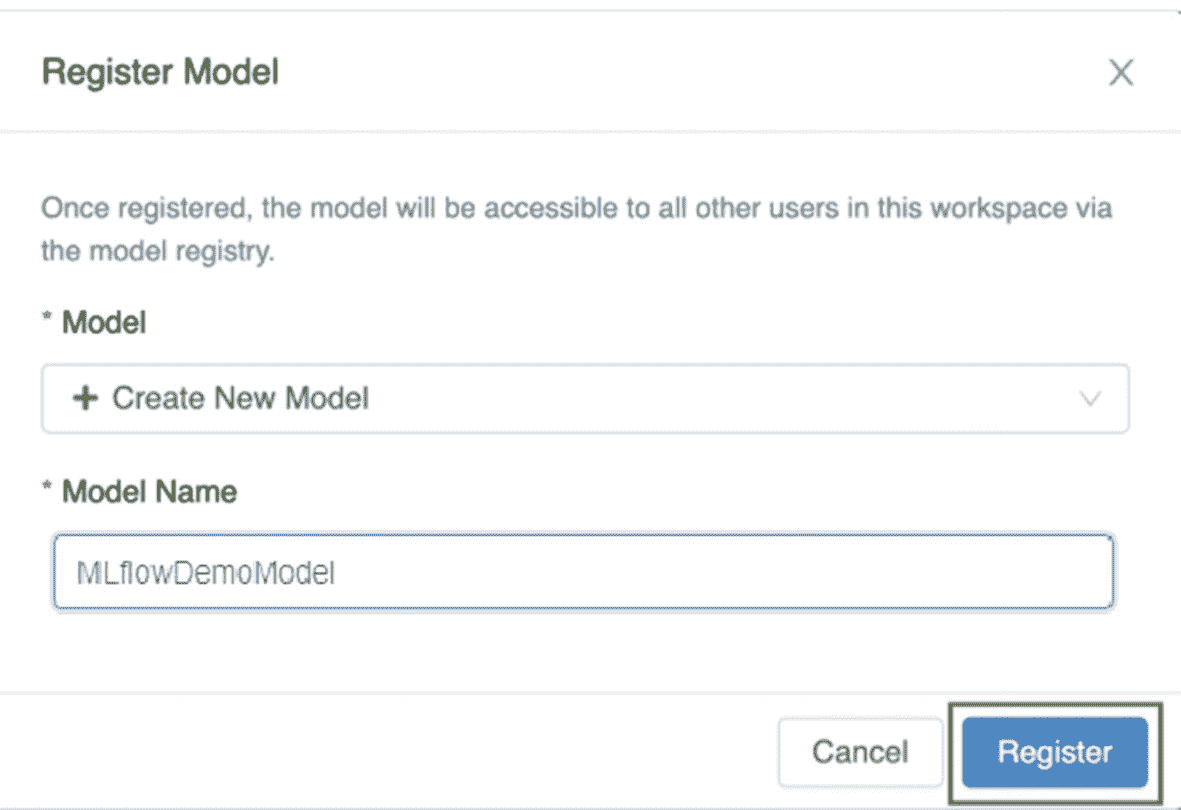 Register Model
Once registered, the model will be accessible to all other users in this workspace via
the model registry.
* Model
+ Create New Model
* Model Name
MLflowDemoModel
Cancel
Register